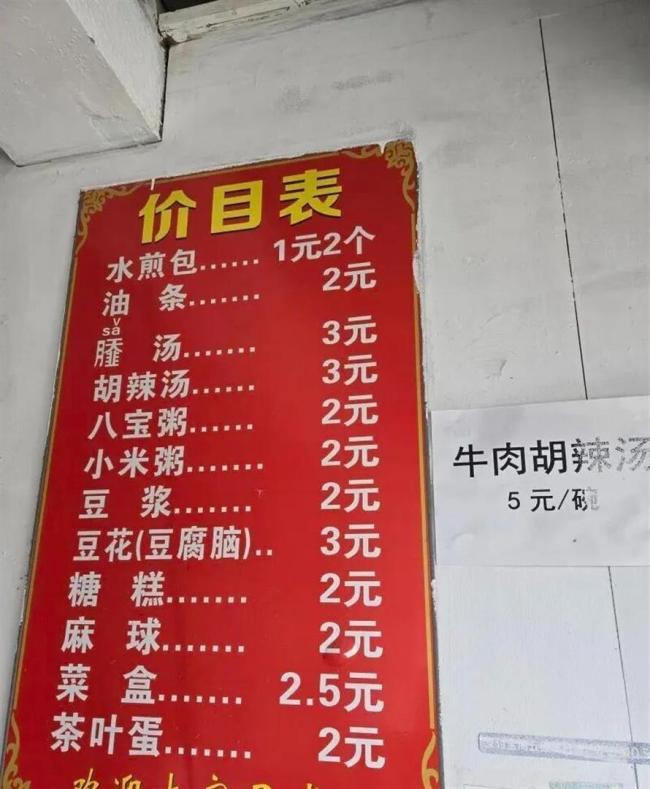 价目表
水煎包...... 1元2个
油 条....... 2元
sǎ
𦠿 汤....... 3元
胡辣汤...... 3元
八宝粥...... 2元
小米粥....... 2元
豆 浆....... 2元
豆花(豆腐脑).. 3元
糖 糕....... 2元
麻 球....... 2元
菜 盒....... 2.5元
茶叶蛋....... 2元
牛肉胡辣汤
5元/碗